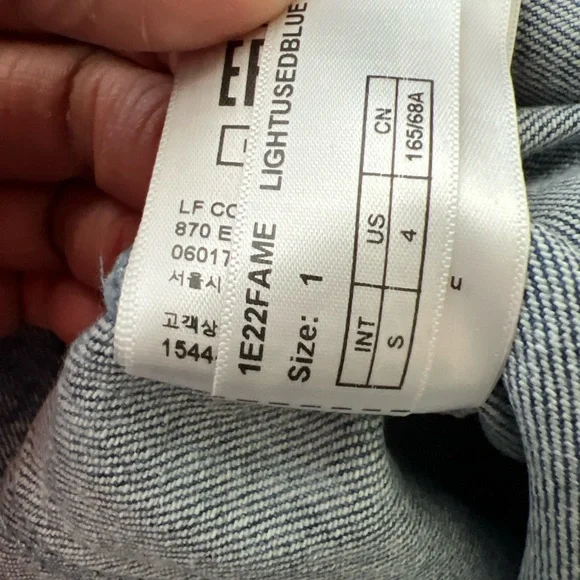 LF CO
870 E
06017
서울시
고객상
1544
1E22FAME LIGHTUSEDBLUE
Size: 1
INT US CN
S 4 165/68A